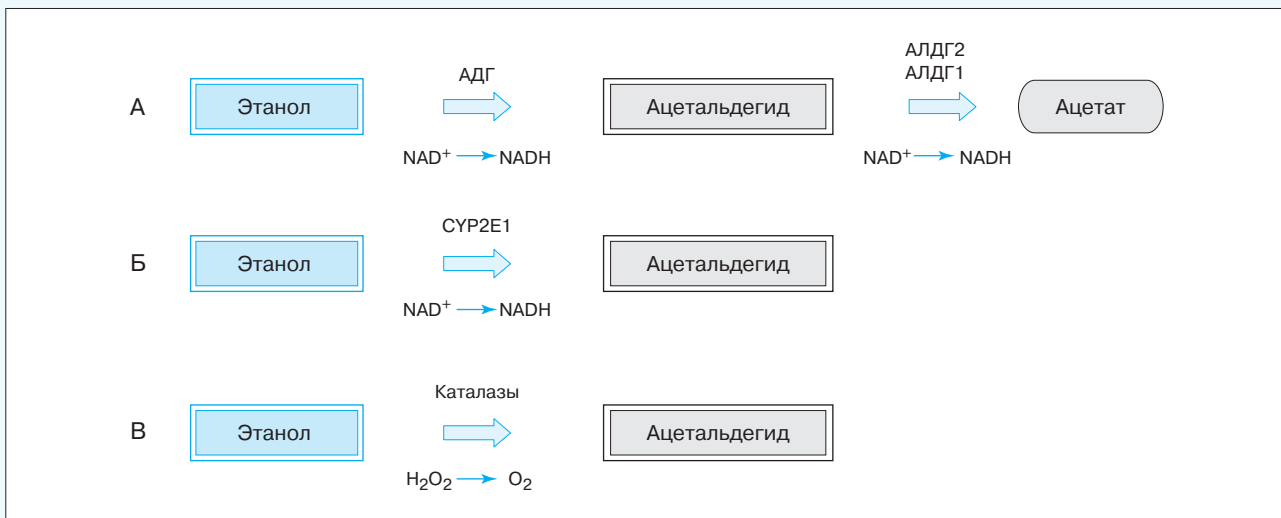 АЛДГ2
АДГ АЛДГ1
А Этанол Ацетальдегид Ацетат
NAD⁺ → NADH NAD⁺ → NADH
CYP2E1
Б Этанол Ацетальдегид
NAD⁺ → NADH
Каталазы
В Этанол Ацетальдегид
H₂O₂ → O₂